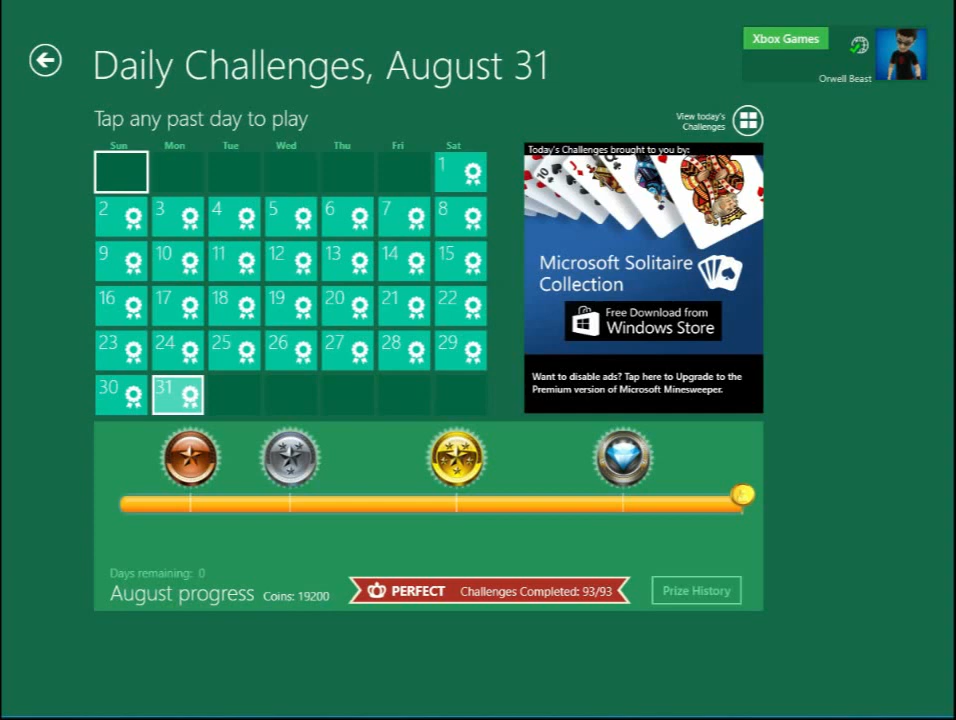 Daily Challenges, August 31
Xbox Games
Orwell Beast
Tap any past day to play
View today's
Challenges
Sun Mon Tue Wed Thu Fri Sat
1
2 3 4 5 6 7 8
9 10 11 12 13 14 15
16 17 18 19 20 21 22
23 24 25 26 27 28 29
30 31
Today's Challenges brought to you by:
Microsoft Solitaire
Collection
Free Download from
Windows Store
Want to disable ads? Tap here to Upgrade to the
Premium version of Microsoft Minesweeper.
Days remaining: 0
August progress Coins: 19200
PERFECT Challenges Completed: 93/93
Prize History